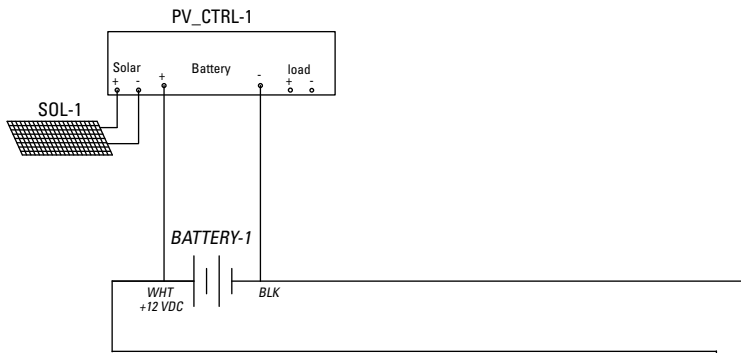 PV_CTRL-1
Solar Battery load
+ - + - + -
SOL-1
BATTERY-1
WHT BLK
+12 VDC